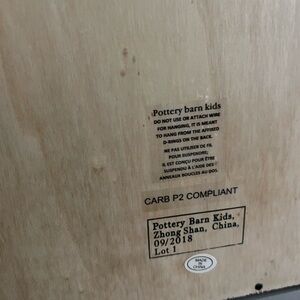 Pottery barn kids
DO NOT USE OR ATTACH WIRE
FOR HANGING, IT IS MEANT
TO HANG FROM THE AFFIXED
D-RINGS ON THE BACK.
NE PAS UTILISER DE FIL
POUR SUSPENDRE;
IL EST CONÇU POUR ÊTRE
SUSPENDU À L'AIDE DES
ANNEAUX BOUCLES AU DOS.
CARB P2 COMPLIANT
Pottery Barn Kids,
Zhong Shan, China,
09/2018
Lot 1
MADE
IN
CHINA